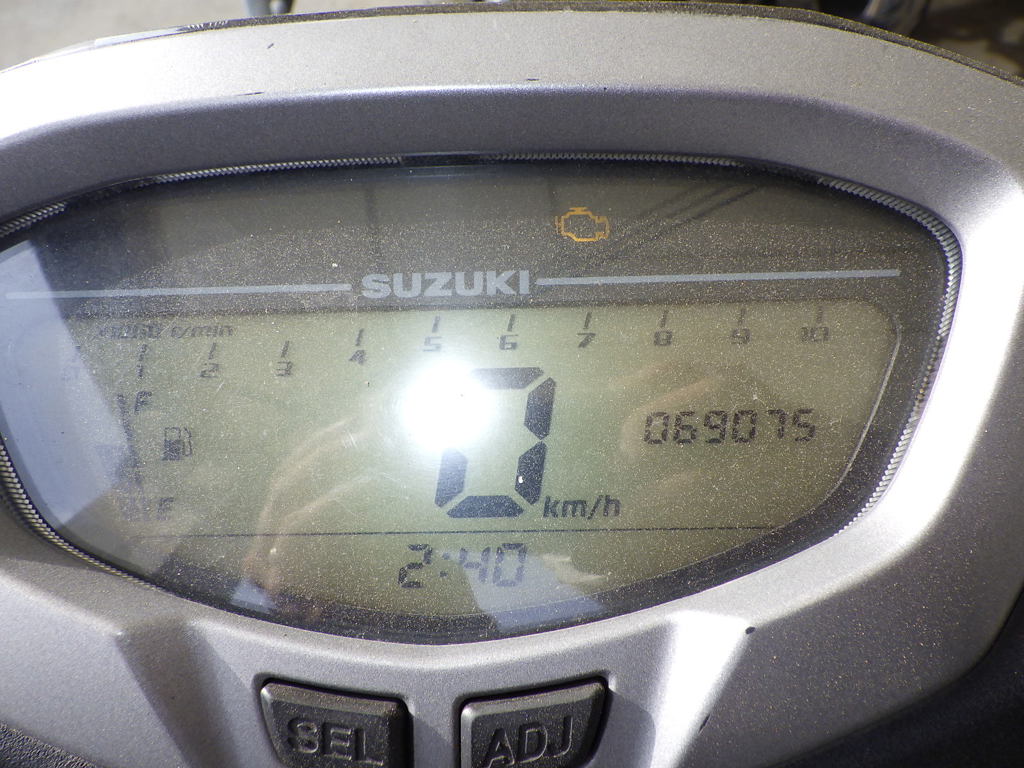 SUZUKI
x1000 r/min
1 2 3 4 5 6 7 8 9 10
F
0
069075
E
km/h
2:40
SEL ADJ